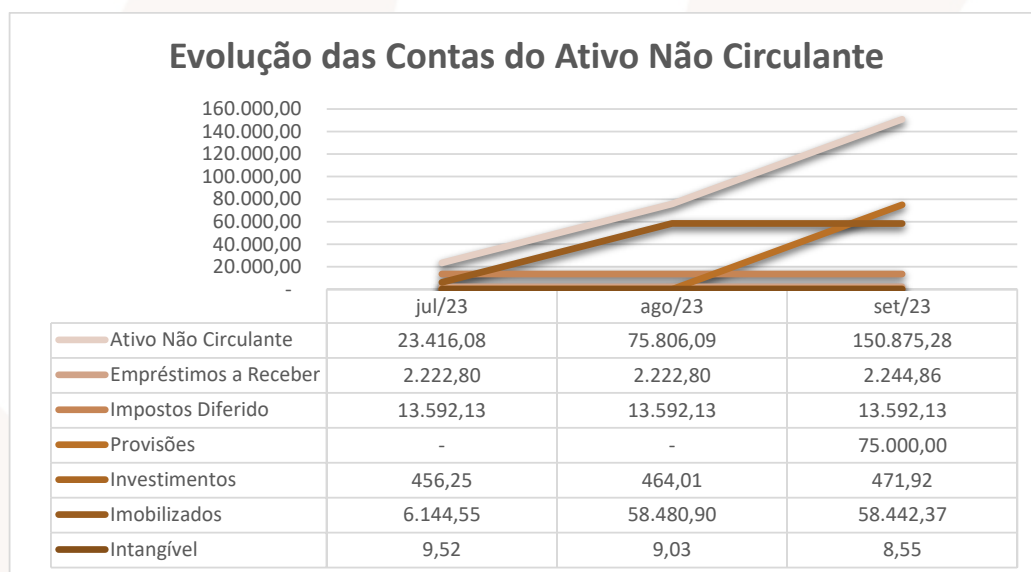 Evolução das Contas do Ativo Não Circulante
160.000,00
140.000,00
120.000,00
100.000,00
80.000,00
60.000,00
40.000,00
20.000,00
-
jul/23 ago/23 set/23
Ativo Não Circulante 23.416,08 75.806,09 150.875,28
Empréstimos a Receber 2.222,80 2.222,80 2.244,86
Impostos Diferido 13.592,13 13.592,13 13.592,13
Provisões - - 75.000,00
Investimentos 456,25 464,01 471,92
Imobilizados 6.144,55 58.480,90 58.442,37
Intangível 9,52 9,03 8,55